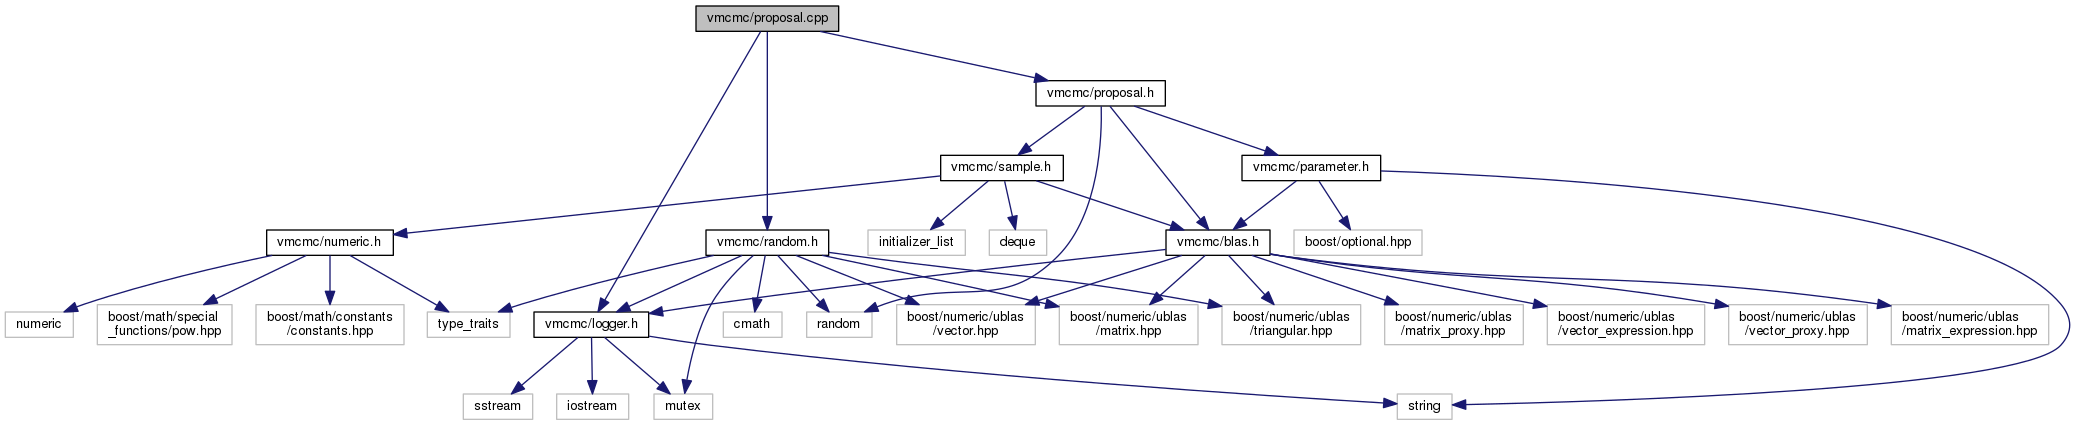 vmcmc/proposal.cpp
vmcmc/proposal.h
vmcmc/sample.h
vmcmc/parameter.h
vmcmc/numeric.h
vmcmc/random.h
initializer_list
deque
vmcmc/blas.h
boost/optional.hpp
numeric
boost/math/special
_functions/pow.hpp
boost/math/constants
/constants.hpp
type_traits
vmcmc/logger.h
cmath
random
boost/numeric/ublas
/vector.hpp
boost/numeric/ublas
/matrix.hpp
boost/numeric/ublas
/triangular.hpp
boost/numeric/ublas
/matrix_proxy.hpp
boost/numeric/ublas
/vector_expression.hpp
boost/numeric/ublas
/vector_proxy.hpp
boost/numeric/ublas
/matrix_expression.hpp
sstream
iostream
mutex
string